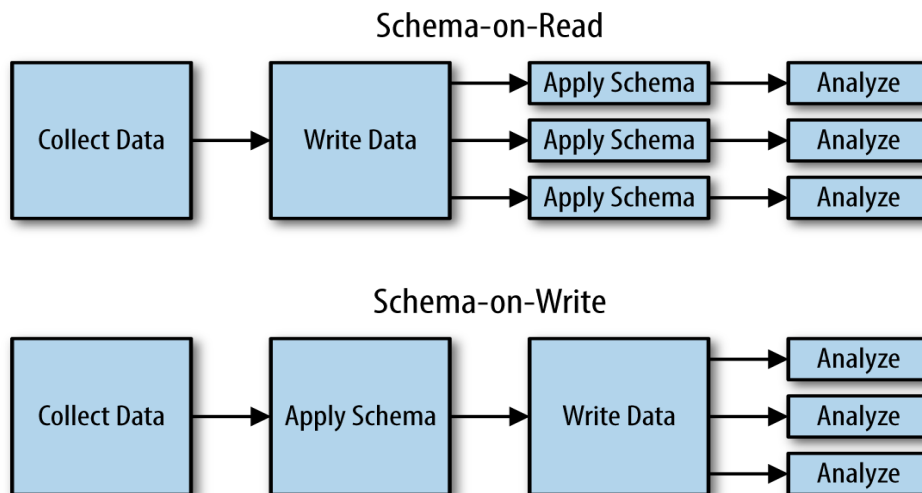 Schema-on-Read
Collect Data
Write Data
Apply Schema
Analyze
Apply Schema
Analyze
Apply Schema
Analyze
Schema-on-Write
Collect Data
Apply Schema
Write Data
Analyze
Analyze
Analyze